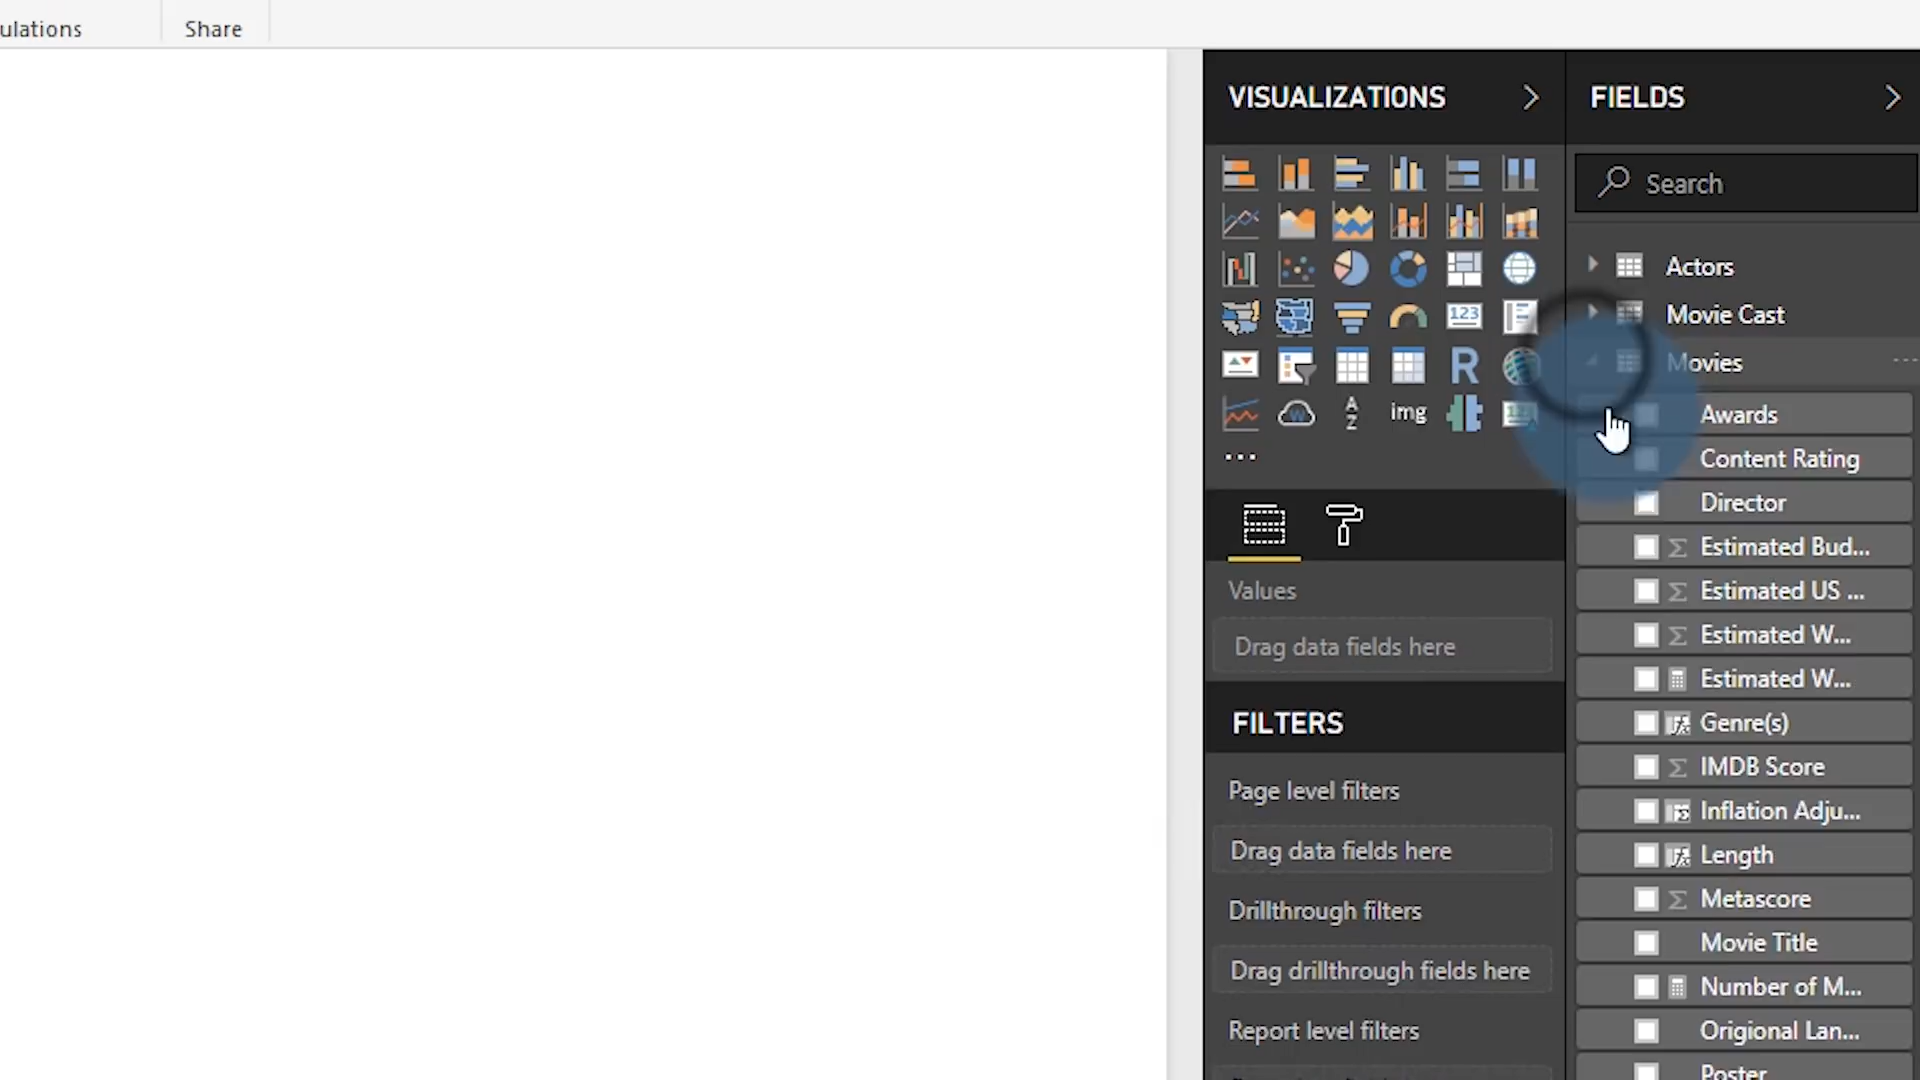 ulations
Share
VISUALIZATIONS
FIELDS
Search
Actors
Movie Cast
Movies
Awards
Content Rating
Director
Estimated Bud...
Estimated US ...
Estimated W...
Estimated W...
Genre(s)
IMDB Score
Inflation Adju...
Length
Metascore
Movie Title
Number of M...
Origional Lan...
Poster
123
R
A
Z
img
Values
Drag data fields here
FILTERS
Page level filters
Drag data fields here
Drillthrough filters
Drag drillthrough fields here
Report level filters